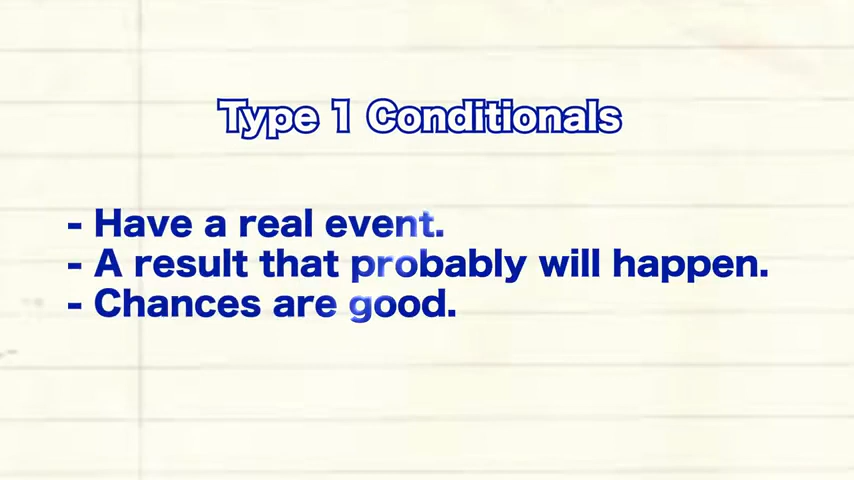 Type 1 Conditionals
- Have a real event.
- A result that probably will happen.
- Chances are good.